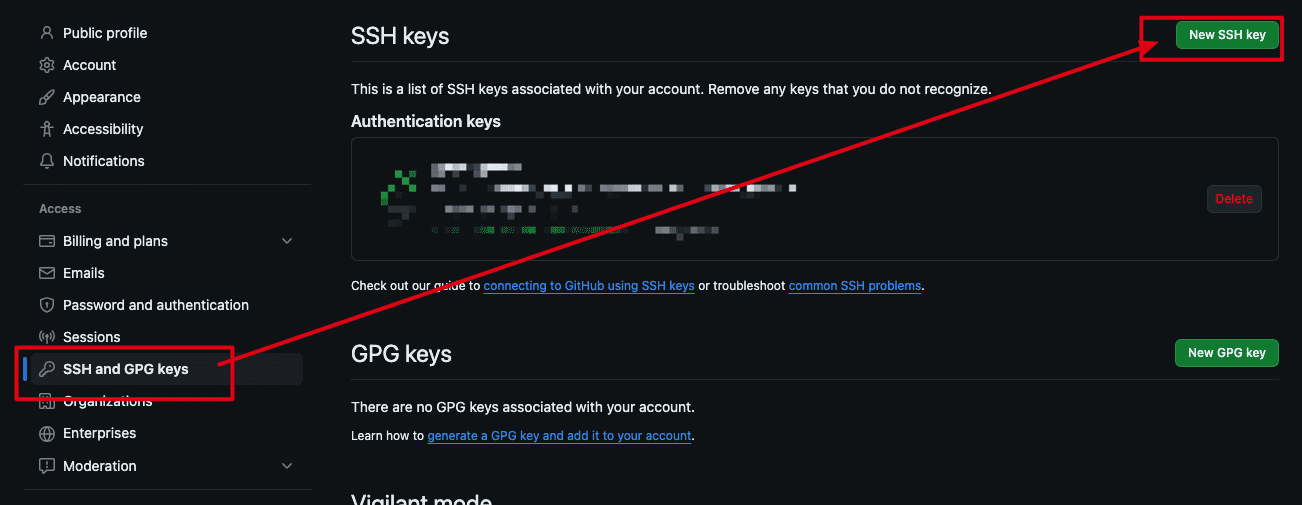 Public profile
Account
Appearance
Accessibility
Notifications
Access
Billing and plans
Emails
Password and authentication
Sessions
SSH and GPG keys
Organizations
Enterprises
Moderation
SSH keys
New SSH key
This is a list of SSH keys associated with your account. Remove any keys that you do not recognize.
Authentication keys
Delete
Check out our guide to connecting to GitHub using SSH keys or troubleshoot common SSH problems.
GPG keys
New GPG key
There are no GPG keys associated with your account.
Learn how to generate a GPG key and add it to your account.
Vigilant mode